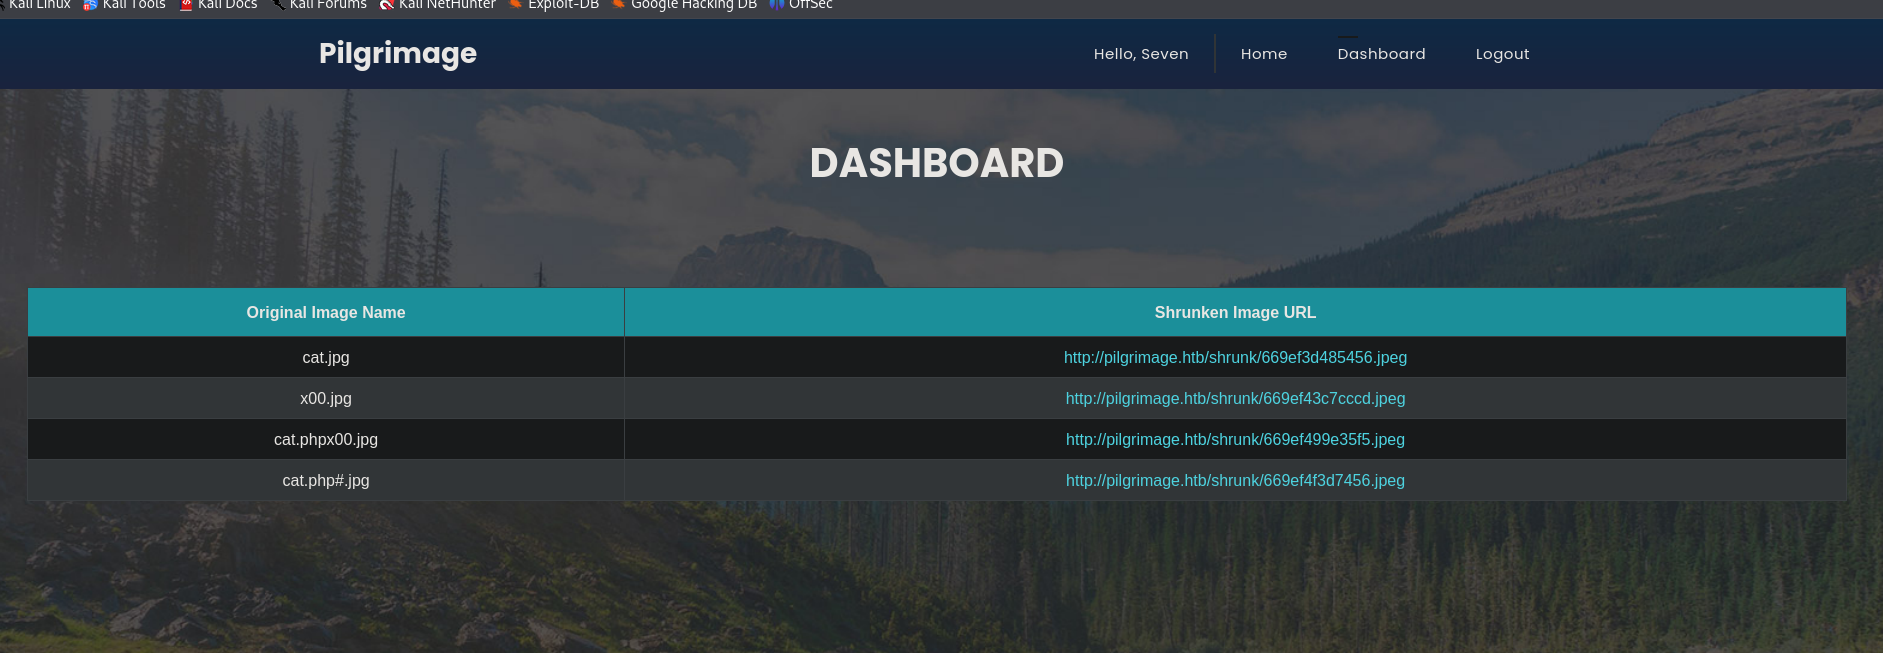 Kali Linux Kali Tools Kali Docs Kali Forums Kali NetHunter Exploit-DB Google Hacking DB OffSec
Pilgrimage Hello, Seven Home Dashboard Logout
DASHBOARD
Original Image Name Shrunken Image URL
cat.jpg http://pilgrimage.htb/shrunk/669ef3d485456.jpeg
x00.jpg http://pilgrimage.htb/shrunk/669ef43c7cccd.jpeg
cat.phpx00.jpg http://pilgrimage.htb/shrunk/669ef499e35f5.jpeg
cat.php#.jpg http://pilgrimage.htb/shrunk/669ef4f3d7456.jpeg